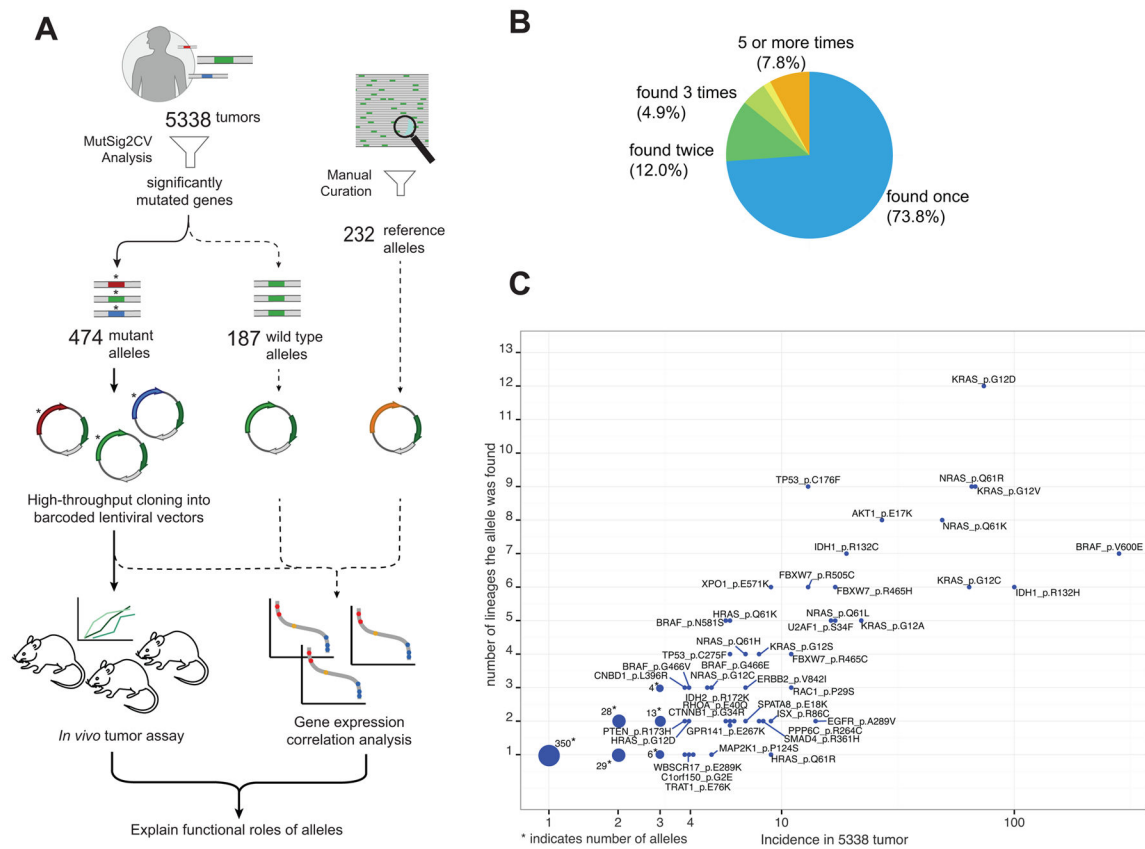 A
5338 tumors
MutSig2CV
Analysis
significantly
mutated genes
Manual
Curation
232 reference
alleles
*
*
*
474 mutant
alleles
187 wild type
alleles
*
*
*
High-throughput cloning into
barcoded lentiviral vectors
In vivo tumor assay
Gene expression
correlation analysis
Explain functional roles of alleles
B
5 or more times
(7.8%)
found 3 times
(4.9%)
found twice
(12.0%)
found once
(73.8%)
C
number of lineages the allele was found
13
12
11
10
9
8
7
6
5
4
3
2
1
KRAS_p.G12D
TP53_p.C176F
NRAS_p.Q61R
KRAS_p.G12V
AKT1_p.E17K
NRAS_p.Q61K
IDH1_p.R132C
BRAF_p.V600E
FBXW7_p.R505C
XPO1_p.E571K
FBXW7_p.R465H
KRAS_p.G12C
IDH1_p.R132H
HRAS_p.Q61K
BRAF_p.N581S
NRAS_p.Q61L
U2AF1_p.S34F
KRAS_p.G12A
NRAS_p.Q61H
KRAS_p.G12S
TP53_p.C275F
FBXW7_p.R465C
BRAF_p.G466V
BRAF_p.G466E
CNBD1_p.L396R
NRAS_p.G12C
ERBB2_p.V842I
4*
IDH2_p.R172K
RAC1_p.P29S
RHOA_p.E40Q
SPATA8_p.E18K
28*
13*
CTNNB1_p.G34R
ISX_p.R86C
EGFR_p.A289V
PTEN_p.R173H
GPR141_p.E267K
PPP6C_p.R264C
HRAS_p.G12D
SMAD4_p.R361H
350*
29*
6*
MAP2K1_p.P124S
HRAS_p.Q61R
WBSCR17_p.E289K
C1orf150_p.G2E
TRAT1_p.E76K
1 2 3 4 10 100
* indicates number of alleles
Incidence in 5338 tumor